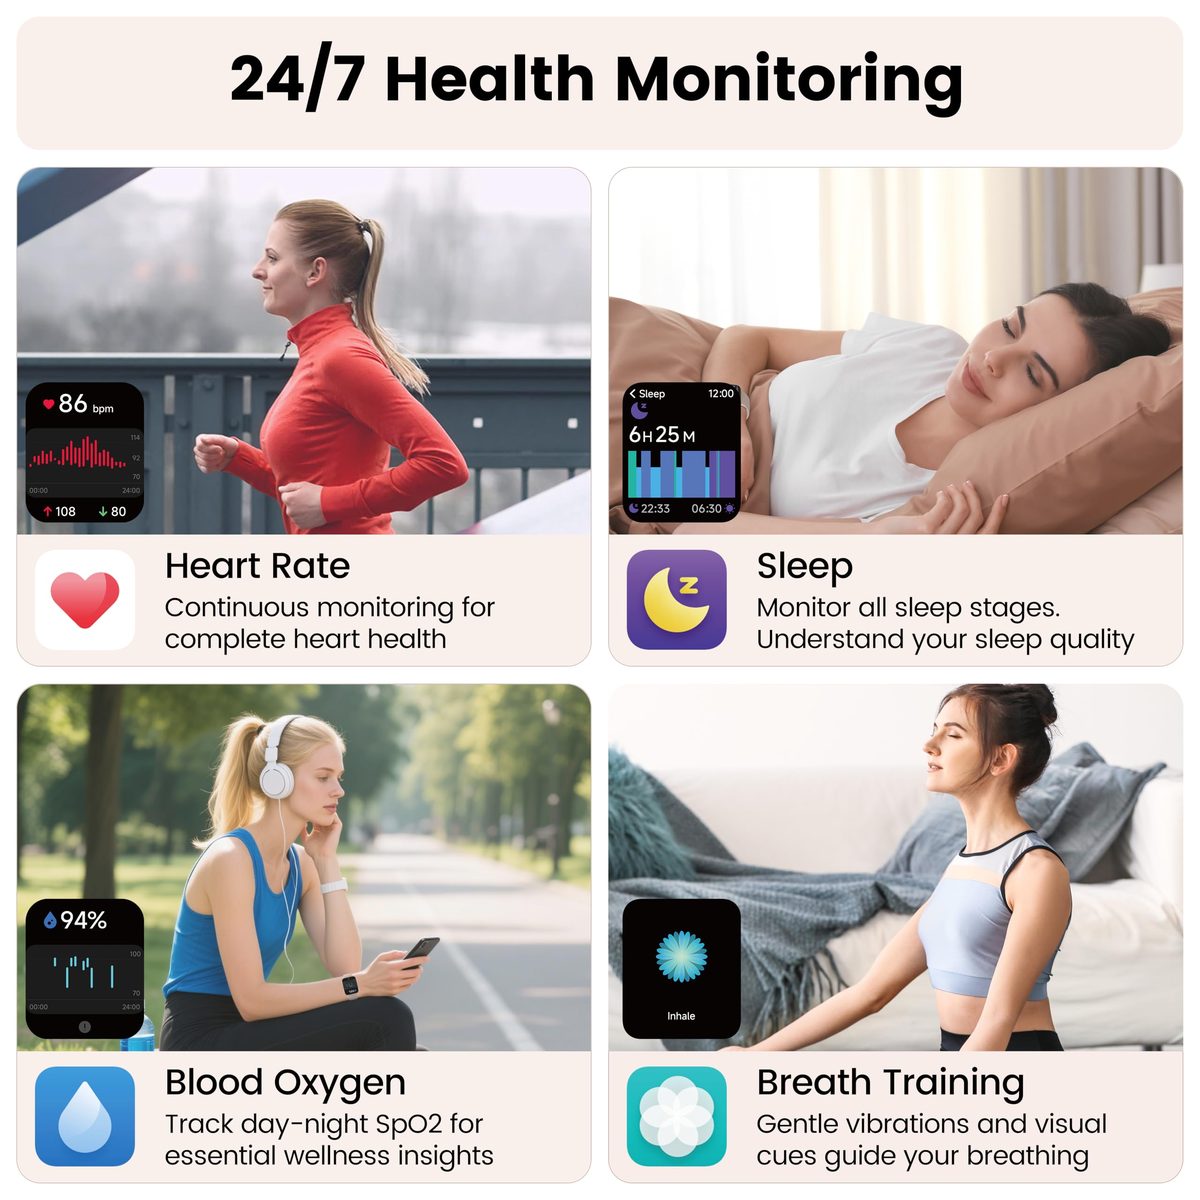 24/7 Health Monitoring
86 bpm
114
92
70
00:00 24:00
108 80
Heart Rate
Continuous monitoring for
complete heart health
Sleep 12:00
z
6H25M
22:33 06:30
z
Sleep
Monitor all sleep stages.
Understand your sleep quality
94%
100
70
00:00 24:00
Blood Oxygen
Track day-night SpO2 for
essential wellness insights
Inhale
Breath Training
Gentle vibrations and visual
cues guide your breathing